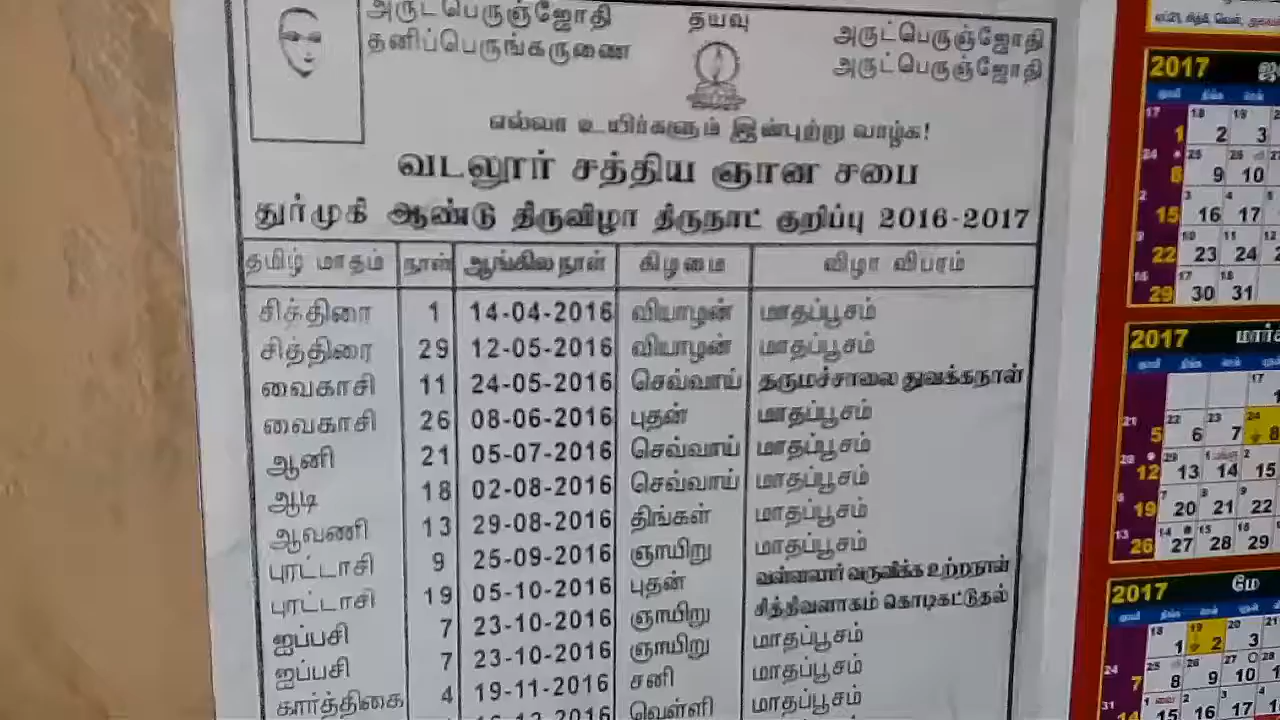 அருட்பெருஞ்ஜோதி தயவு அருட்பெருஞ்ஜோதி
தனிப்பெருங்கருணை அருட்பெருஞ்ஜோதி
எல்லா உயிர்களும் இன்புற்று வாழ்க!
வடலூர் சத்திய ஞான சபை
துர்முகி ஆண்டு திருவிழா திருநாட் குறிப்பு 2016-2017
தமிழ் மாதம் நாள் ஆங்கில நாள் கிழமை விழா விபரம்
சித்திரை 1 14-04-2016 வியாழன் மாதப்பூசம்
சித்திரை 29 12-05-2016 வியாழன் மாதப்பூசம்
வைகாசி 11 24-05-2016 செவ்வாய் தருமச்சாலை துவக்கநாள்
வைகாசி 26 08-06-2016 புதன் மாதப்பூசம்
ஆனி 21 05-07-2016 செவ்வாய் மாதப்பூசம்
ஆடி 18 02-08-2016 செவ்வாய் மாதப்பூசம்
ஆவணி 13 29-08-2016 திங்கள் மாதப்பூசம்
புரட்டாசி 9 25-09-2016 ஞாயிறு மாதப்பூசம்
புரட்டாசி 19 05-10-2016 புதன் வள்ளலார் வருவிக்க உற்றநாள்
ஐப்பசி 7 23-10-2016 ஞாயிறு சித்திவளாகம் கொடிகட்டுதல்
ஐப்பசி 7 23-10-2016 ஞாயிறு மாதப்பூசம்
கார்த்திகை 4 19-11-2016 சனி மாதப்பூசம்
வெள்ளி மாதப்பூசம்
2017
1 2 3
8 9 10
15 16 17
22 23 24
29 30 31
2017
5 6 7 8
12 13 14 15
19 20 21 22
26 27 28 29
2017 மே
1 2 3
7 8 9 10
14 15 16 17